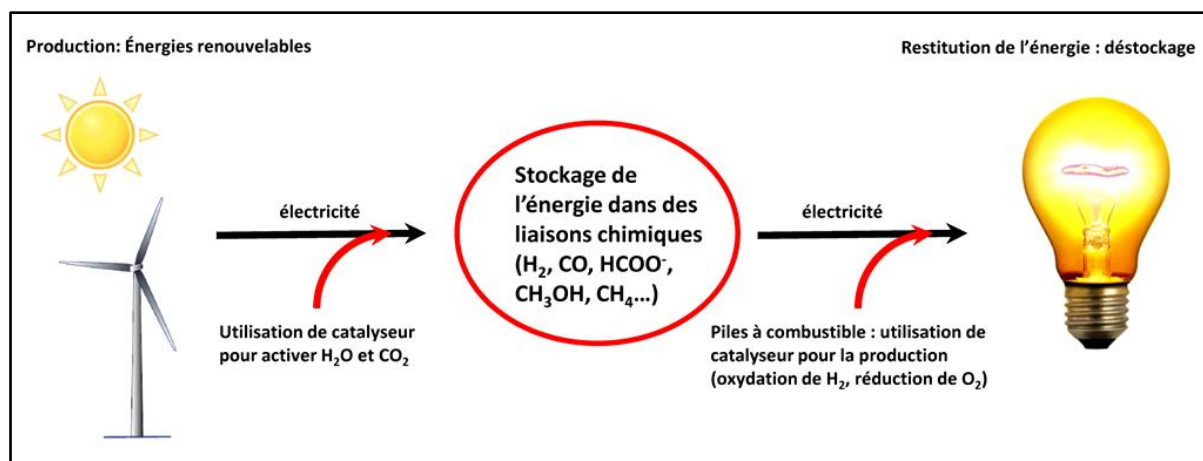 Production: Énergies renouvelables
Restitution de l'énergie : déstockage
électricité
Utilisation de catalyseur
pour activer H₂O et CO₂
Stockage de
l'énergie dans des
liaisons chimiques
(H₂, CO, HCOO⁻,
CH₃OH, CH₄...)
électricité
Piles à combustible : utilisation de
catalyseur pour la production
(oxydation de H₂, réduction de O₂)